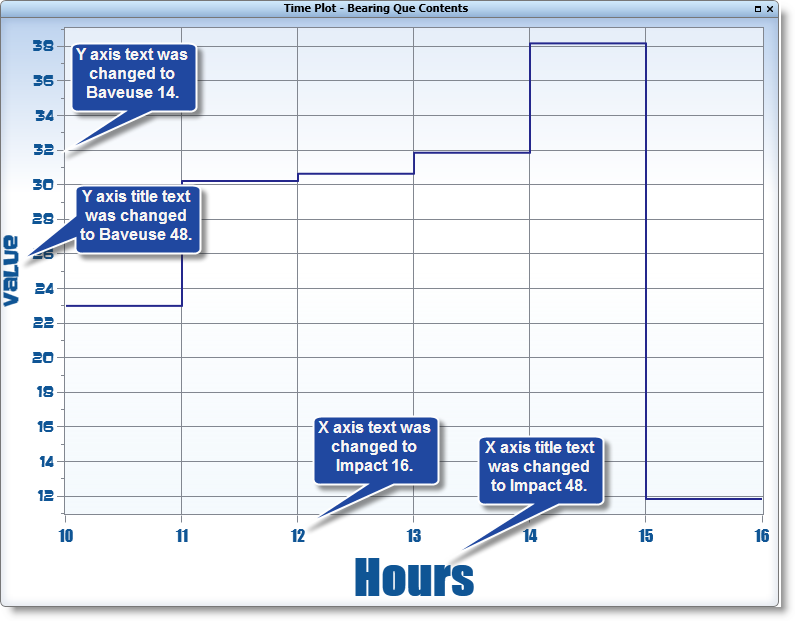 Time Plot - Bearing Que Contents
38
Y axis text was
changed to
Baveuse 14.
36
34
32
30
Y axis title text
was changed
to Baveuse 48.
28
26
Value
24
22
20
18
16
X axis text was
changed to
Impact 16.
X axis title text
was changed
to Impact 48.
14
12
10 11 12 13 14 15 16
Hours